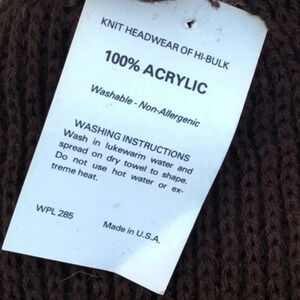 KNIT HEADWEAR OF HI-BULK
100% ACRYLIC
Washable - Non-Allergenic
WASHING INSTRUCTIONS
Wash in lukewarm water and
spread on dry towel to shape.
Do not use hot water or ex-
treme heat.
WPL 285
Made in U.S.A.